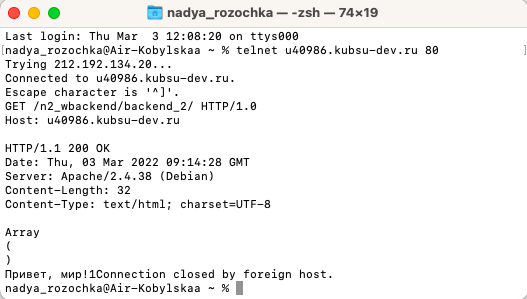 nadya_rozochka — -zsh — 74×19
Last login: Thu Mar  3 12:08:20 on ttys000
[nadya_rozochka@Air-Kobylskaa ~ % telnet u40986.kubsu-dev.ru 80 ]
Trying 212.192.134.20...
Connected to u40986.kubsu-dev.ru.
Escape character is '^]'.
GET /n2_wbackend/backend_2/ HTTP/1.0
Host: u40986.kubsu-dev.ru

HTTP/1.1 200 OK
Date: Thu, 03 Mar 2022 09:14:28 GMT
Server: Apache/2.4.38 (Debian)
Content-Length: 32
Content-Type: text/html; charset=UTF-8

Array
(
)
Привет, мир!1Connection closed by foreign host.
nadya_rozochka@Air-Kobylskaa ~ %